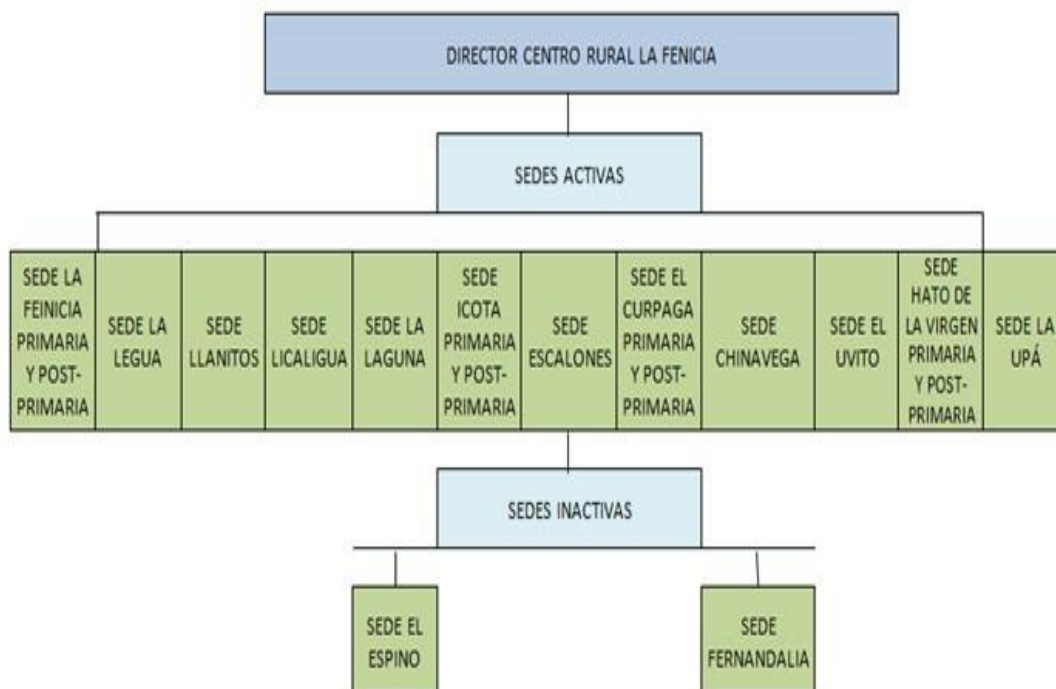 DIRECTOR CENTRO RURAL LA FENICIA
SEDES ACTIVAS
SEDE LA
FEINICIA
PRIMARIA
Y POST-
PRIMARIA
SEDE LA
LEGUA
SEDE
LLANITOS
SEDE
LICALIGUA
SEDE LA
LAGUNA
SEDE
ICOTA
PRIMARIA
Y POST-
PRIMARIA
SEDE
ESCALONES
SEDE EL
CURPAGA
PRIMARIA
Y POST-
PRIMARIA
SEDE
CHINAVEGA
SEDE EL
UVITO
SEDE
HATO DE
LA VIRGEN
PRIMARIA
Y POST-
PRIMARIA
SEDE LA
UPÁ
SEDES INACTIVAS
SEDE EL
ESPINO
SEDE
FERNANDALIA